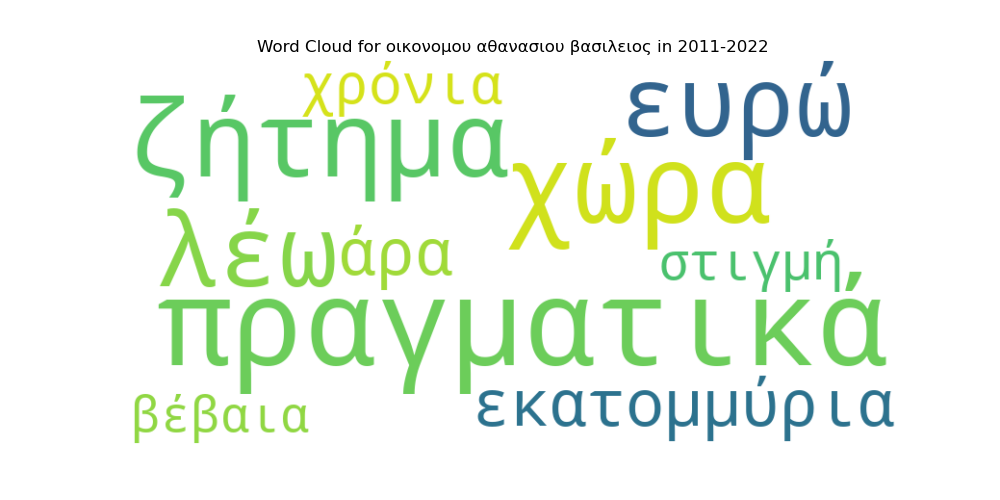 Word Cloud for οικονομου αθανασιου βασιλειος in 2011-2022
χρόνια
ευρώ
ζήτημα
χώρα
λέω
άρα
στιγμή
πραγματικά
βέβαια
εκατομμύρια